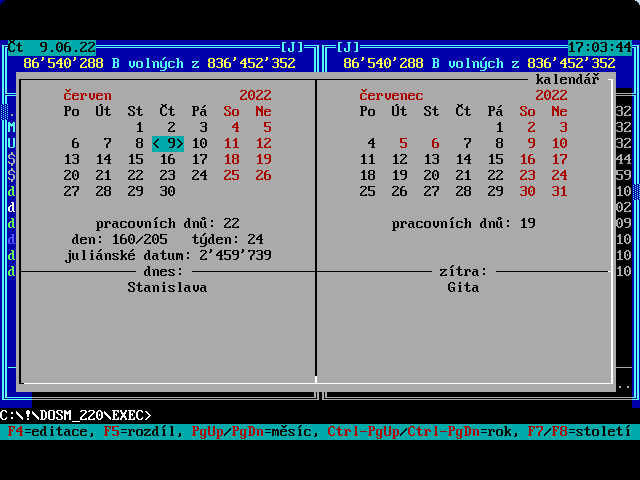 Čt 9.06.22 [J] [J] 17:03:44
86’540’288 B volných z 836’452’352 86’540’288 B volných z 836’452’352
kalendář
červen 2022 červenec 2022
Po Út St Čt Pá So Ne Po Út St Čt Pá So Ne
1 2 3 4 5 1 2 3
6 7 8 < 9> 10 11 12 4 5 6 7 8 9 10
13 14 15 16 17 18 19 11 12 13 14 15 16 17
20 21 22 23 24 25 26 18 19 20 21 22 23 24
27 28 29 30 25 26 27 28 29 30 31
pracovních dnů: 22 pracovních dnů: 19
den: 160/205 týden: 24
juliánské datum: 2’459’739
dnes: zítra:
Stanislava Gita
C:\!\DOSM_220\EXEC>
F4=editace, F5=rozdíl, PgUp/PgDn=měsíc, Ctrl-PgUp/Ctrl-PgDn=rok, F7/F8=století